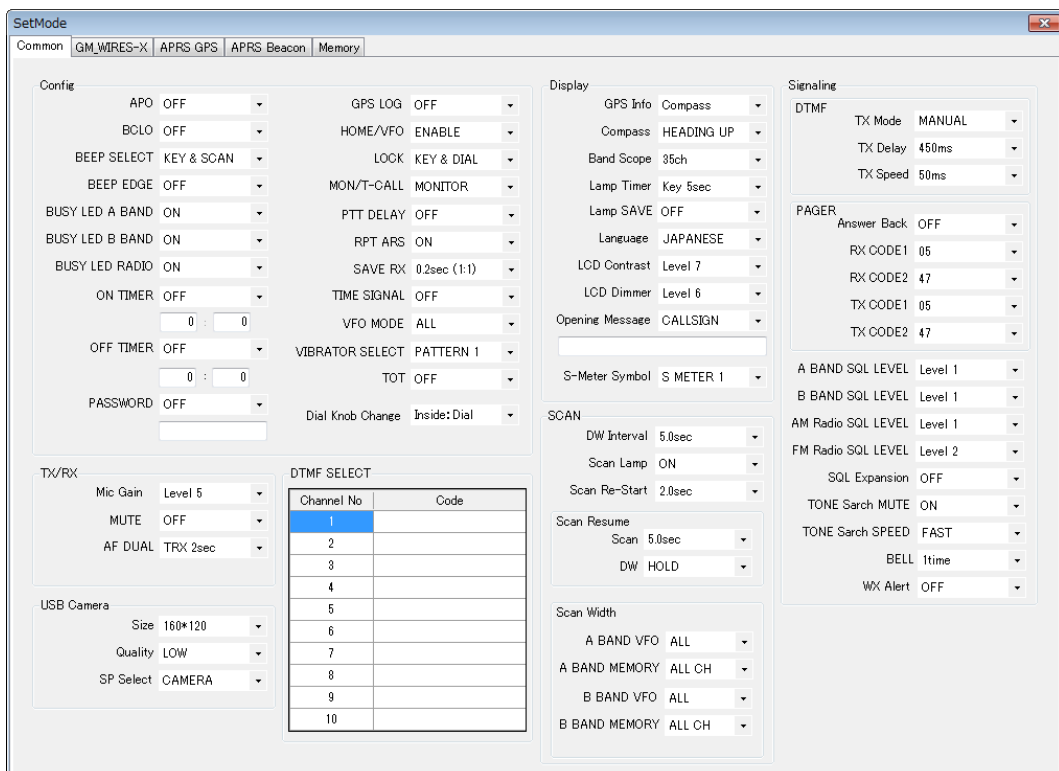 SetMode
Common GM_WIRES-X APRS GPS APRS Beacon Memory
Config
APO OFF
BCLO OFF
BEEP SELECT KEY & SCAN
BEEP EDGE OFF
BUSY LED A BAND ON
BUSY LED B BAND ON
BUSY LED RADIO ON
ON TIMER OFF
0 : 0
OFF TIMER OFF
0 : 0
PASSWORD OFF
GPS LOG OFF
HOME/VFO ENABLE
LOCK KEY & DIAL
MON/T-CALL MONITOR
PTT DELAY OFF
RPT ARS ON
SAVE RX 0.2sec (1:1)
TIME SIGNAL OFF
VFO MODE ALL
VIBRATOR SELECT PATTERN 1
TOT OFF
Dial Knob Change Inside:Dial
TX/RX
Mic Gain Level 5
MUTE OFF
AF DUAL TRX 2sec
USB Camera
Size 160*120
Quality LOW
SP Select CAMERA
DTMF SELECT
Channel No Code
1
2
3
4
5
6
7
8
9
10
Display
GPS Info Compass
Compass HEADING UP
Band Scope 35ch
Lamp Timer Key 5sec
Lamp SAVE OFF
Language JAPANESE
LCD Contrast Level 7
LCD Dimmer Level 6
Opening Message CALLSIGN
S-Meter Symbol S METER 1
SCAN
DW Interval 5.0sec
Scan Lamp ON
Scan Re-Start 2.0sec
Scan Resume
Scan 5.0sec
DW HOLD
Scan Width
A BAND VFO ALL
A BAND MEMORY ALL CH
B BAND VFO ALL
B BAND MEMORY ALL CH
Signaling
DTMF
TX Mode MANUAL
TX Delay 450ms
TX Speed 50ms
PAGER
Answer Back OFF
RX CODE1 05
RX CODE2 47
TX CODE1 05
TX CODE2 47
A BAND SQL LEVEL Level 1
B BAND SQL LEVEL Level 1
AM Radio SQL LEVEL Level 1
FM Radio SQL LEVEL Level 2
SQL Expansion OFF
TONE Sarch MUTE ON
TONE Sarch SPEED FAST
BELL 1time
WX Alert OFF